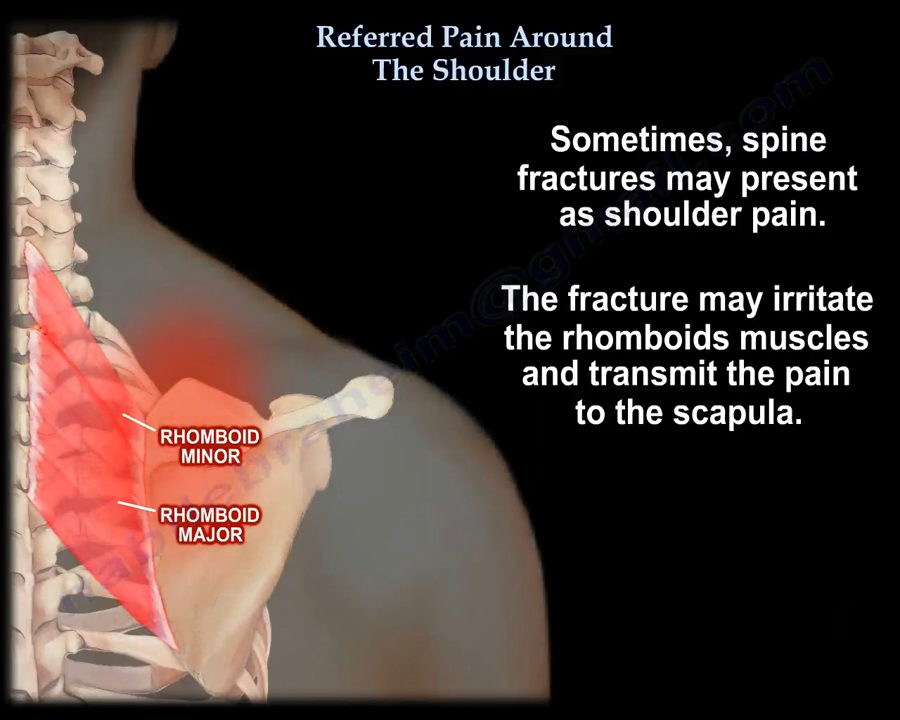 Referred Pain Around
The Shoulder
Sometimes, spine
fractures may present
as shoulder pain.
The fracture may irritate
the rhomboids muscles
and transmit the pain
to the scapula.
RHOMBOID
MINOR
RHOMBOID
MAJOR